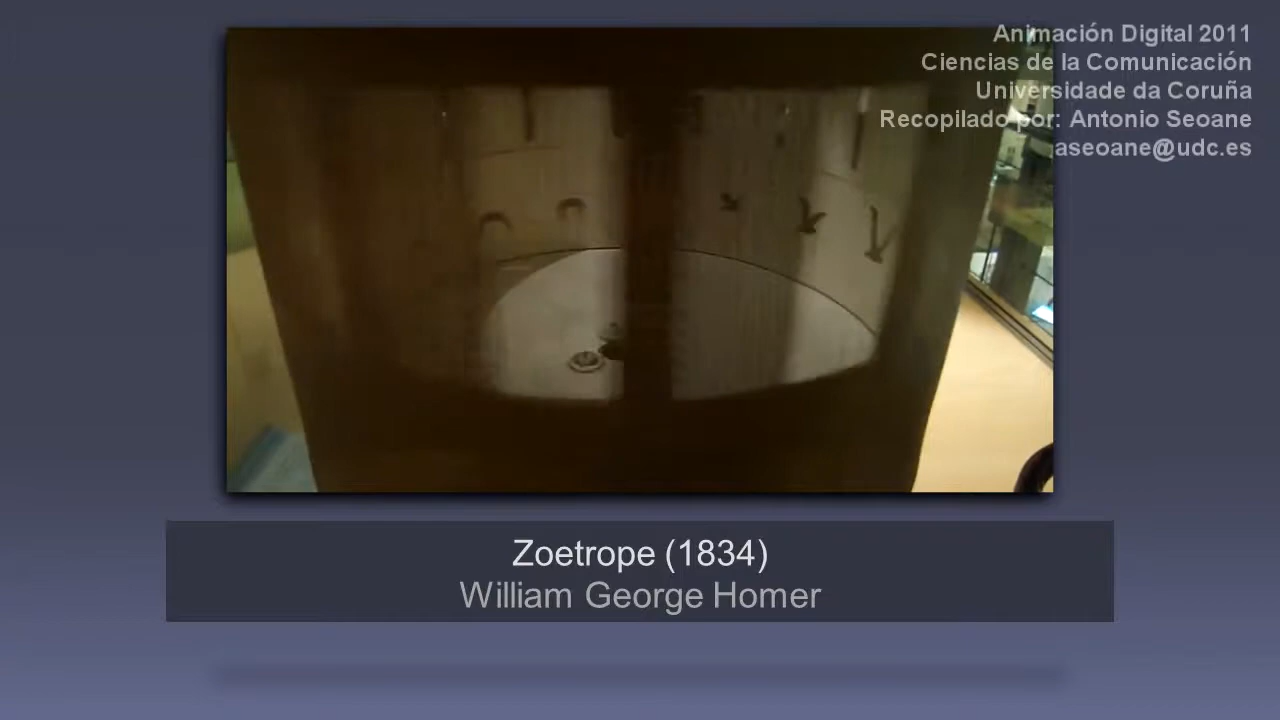 Animación Digital 2011
Ciencias de la Comunicación
Universidade da Coruña
Recopilado por: Antonio Seoane
aseoane@udc.es
Zoetrope (1834)
William George Homer